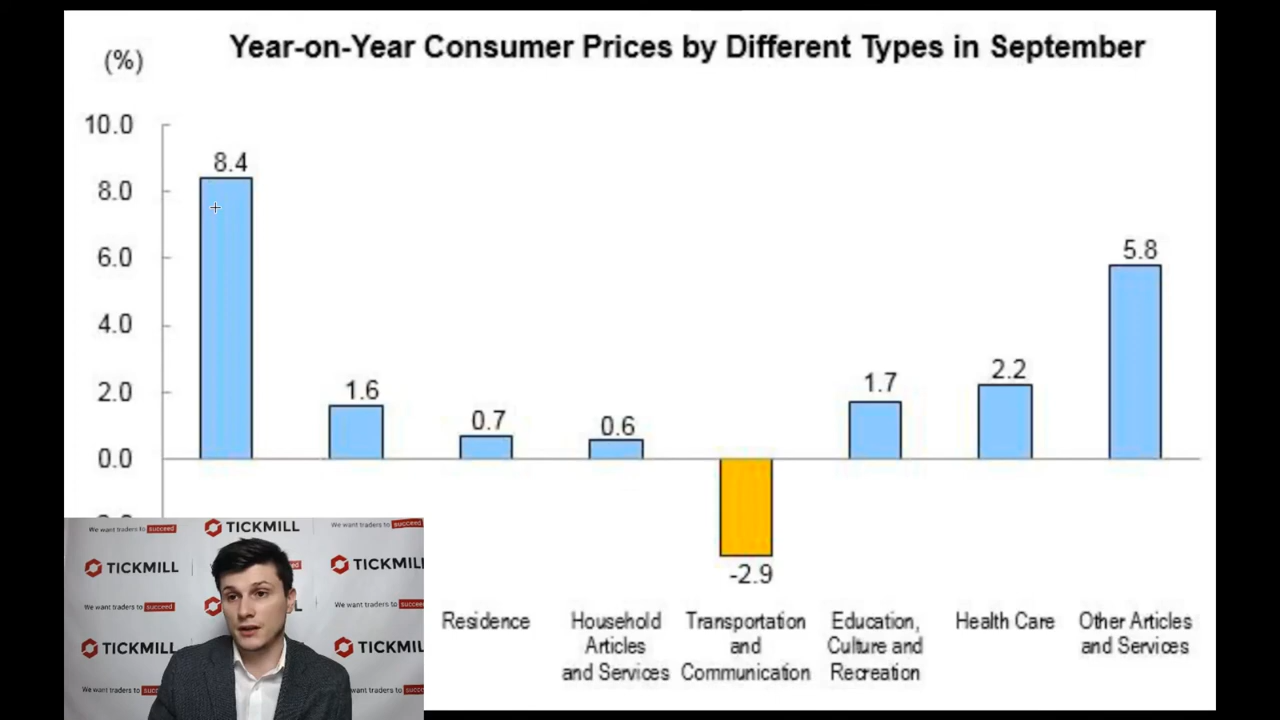 Year-on-Year Consumer Prices by Different Types in September
(%)
10.0
8.0
6.0
4.0
2.0
0.0
8.4
1.6
0.7
0.6
-2.9
1.7
2.2
5.8
Residence
Household
Articles
and Services
Transportation
and
Communication
Education,
Culture and
Recreation
Health Care
Other Articles
and Services
We want traders to succeed
TICKMILL
We want traders to succeed
TICKMILL
TICKMILL
We want traders to succeed
We want traders to
TICKMILL
TICKMIL
We want traders to
want traders to